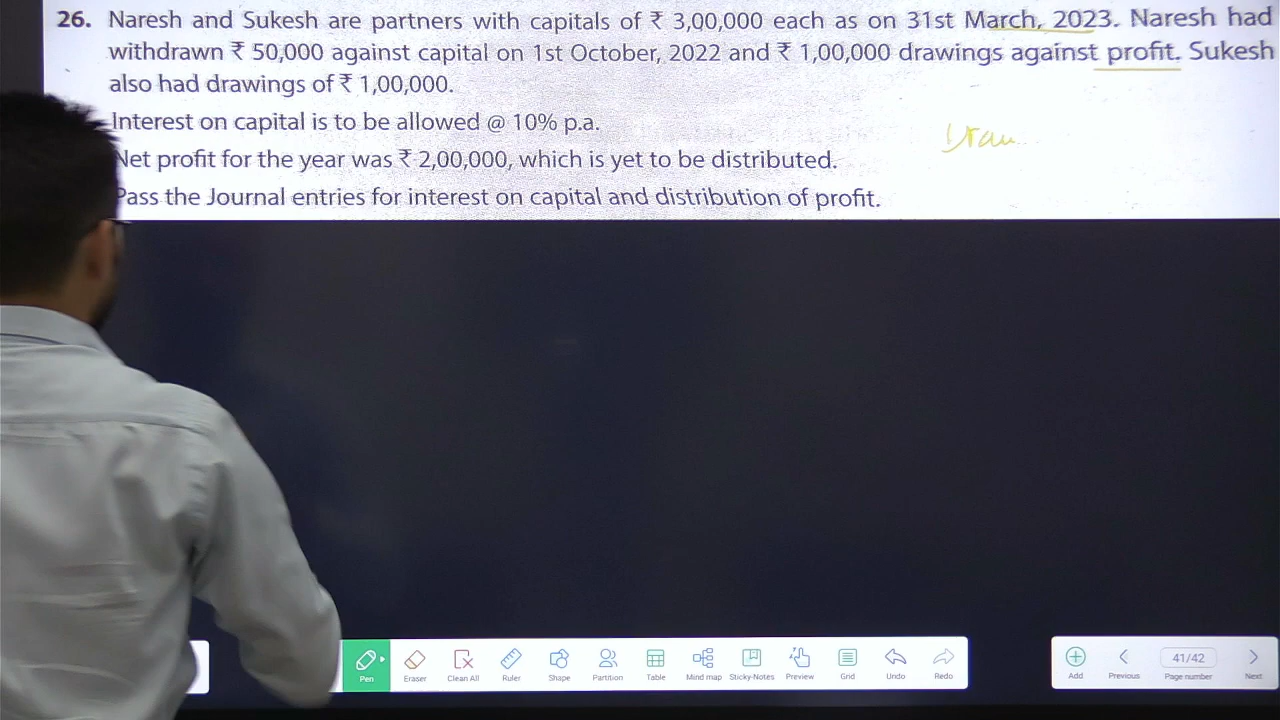 26. Naresh and Sukesh are partners with capitals of ₹ 3,00,000 each as on 31st March, 2023. Naresh had
withdrawn ₹ 50,000 against capital on 1st October, 2022 and ₹ 1,00,000 drawings against profit. Sukesh
also had drawings of ₹ 1,00,000.
Interest on capital is to be allowed @ 10% p.a.
Net profit for the year was ₹ 2,00,000, which is yet to be distributed.
Pass the Journal entries for interest on capital and distribution of profit.
Pen Eraser Clean All Ruler Shape Partition Table Mind map Sticky-Notes Preview Grid Undo Redo
41/42
Add Previous Page number Next